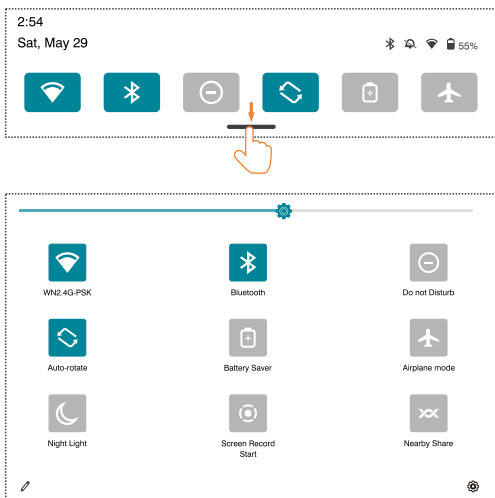 2:54
Sat, May 29
55%
WN2.4G-PSK
Bluetooth
Do not Disturb
Auto-rotate
Battery Saver
Airplane mode
Night Light
Screen Record
Start
Nearby Share